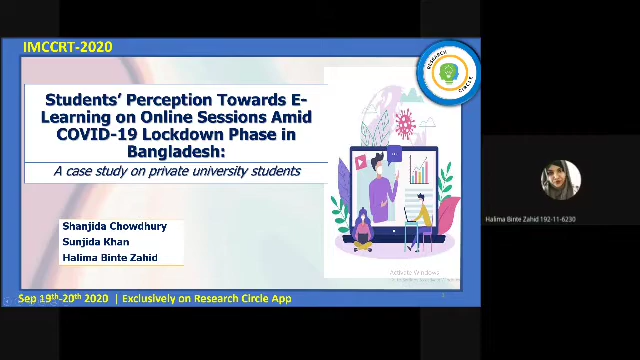 IMCCRT-2020
RESEARCH
CIRCLE
Students' Perception Towards E-
Learning on Online Sessions Amid
COVID-19 Lockdown Phase in
Bangladesh:
A case study on private university students
Shanjida Chowdhury
Sunjida Khan
Halima Binte Zahid
Activate Windows
Sep 19th-20th 2020 | Exclusively on Research Circle App
Halima Binte Zahid 192-11-6230